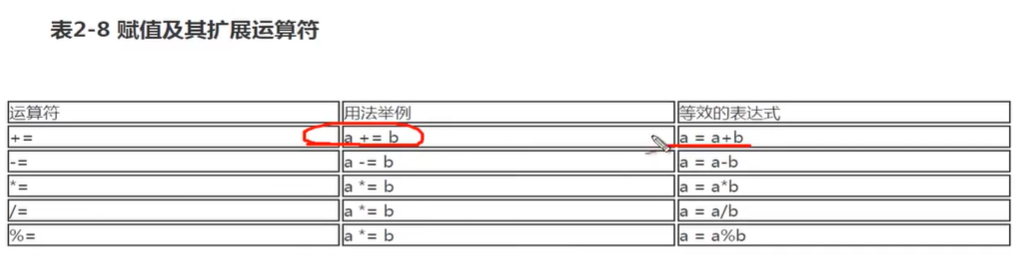 表2-8 赋值及其扩展运算符
运算符 用法举例 等效的表达式
+= a += b a = a+b
-= a -= b a = a-b
*= a *= b a = a*b
/= a *= b a = a/b
%= a *= b a = a%b